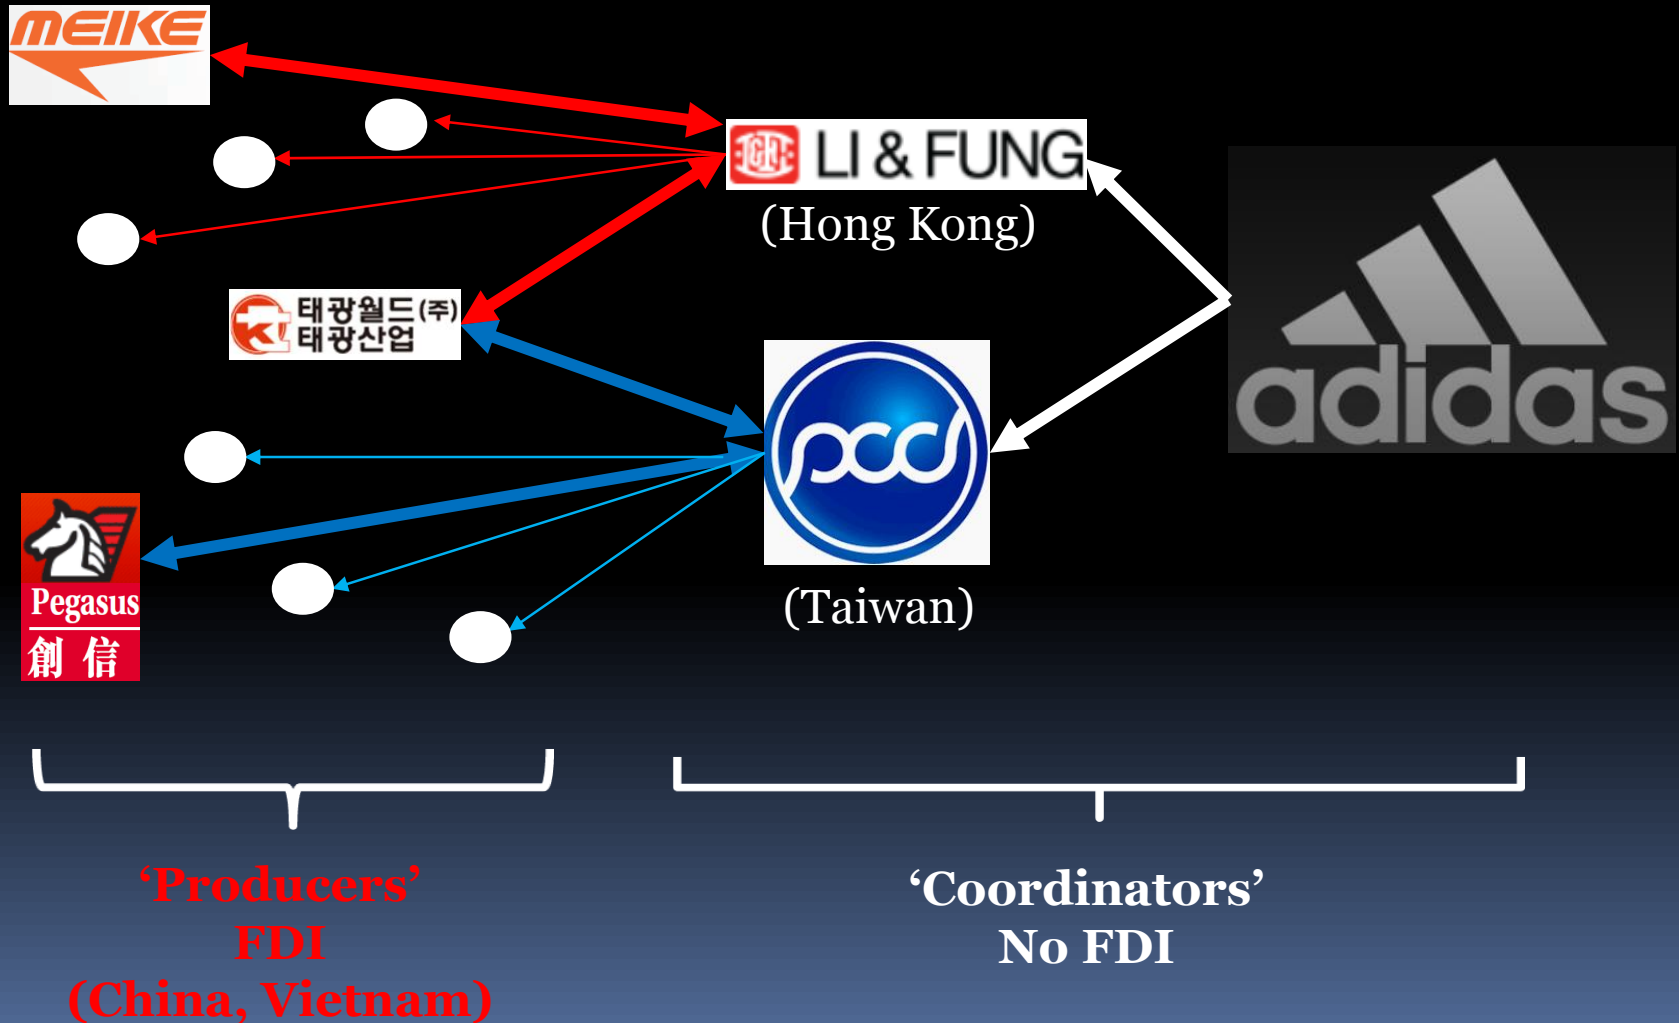 MEIKE
LI & FUNG
(Hong Kong)
태광월드(주)
태광산업
adidas
pcc
(Taiwan)
Pegasus
創信
‘Producers’
FDI
(China, Vietnam)
‘Coordinators’
No FDI